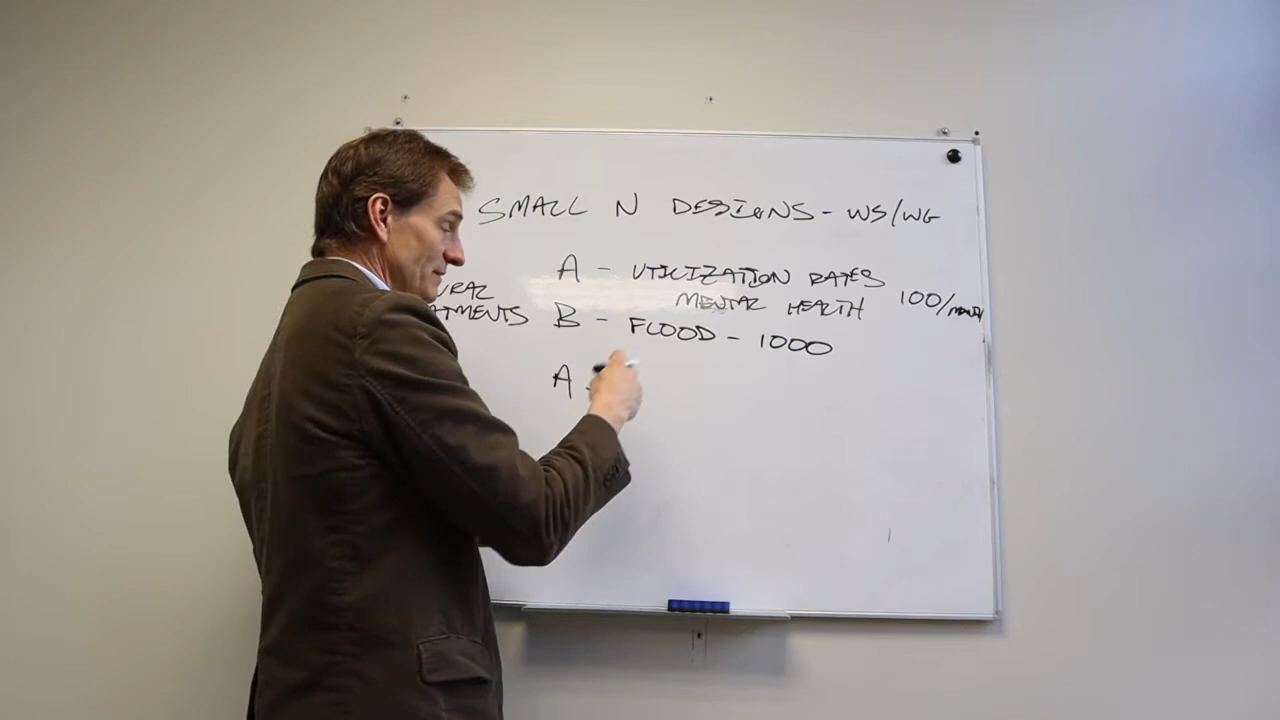 SMALL N DESIGNS - WS/WG
A - UTILIZATION RATES
MENTAL HEALTH 100/MONTH
B - FLOOD - 1000
A -